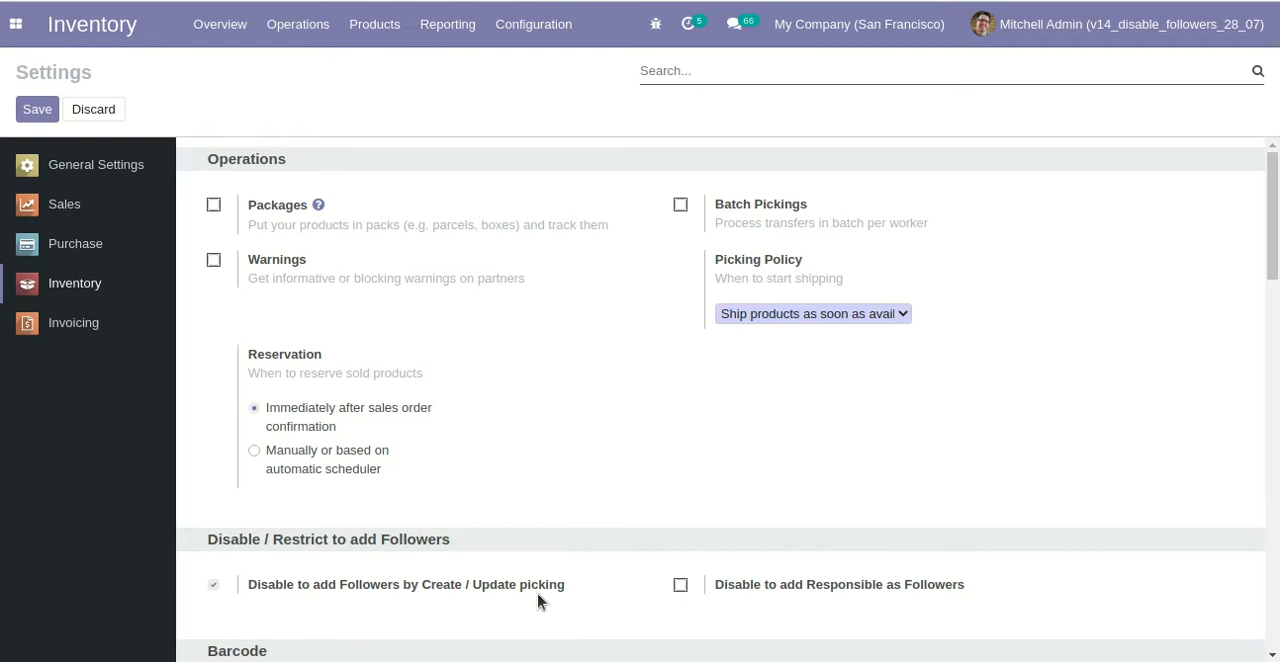 Inventory
Overview
Operations
Products
Reporting
Configuration
5
66
My Company (San Francisco)
Mitchell Admin (v14_disable_followers_28_07)
Settings
Search...
Save
Discard
General Settings
Sales
Purchase
Inventory
Invoicing
Operations
Packages ?
Put your products in packs (e.g. parcels, boxes) and track them
Batch Pickings
Process transfers in batch per worker
Warnings
Get informative or blocking warnings on partners
Picking Policy
When to start shipping
Ship products as soon as avail
Reservation
When to reserve sold products
Immediately after sales order
confirmation
Manually or based on
automatic scheduler
Disable / Restrict to add Followers
Disable to add Followers by Create / Update picking
Disable to add Responsible as Followers
Barcode